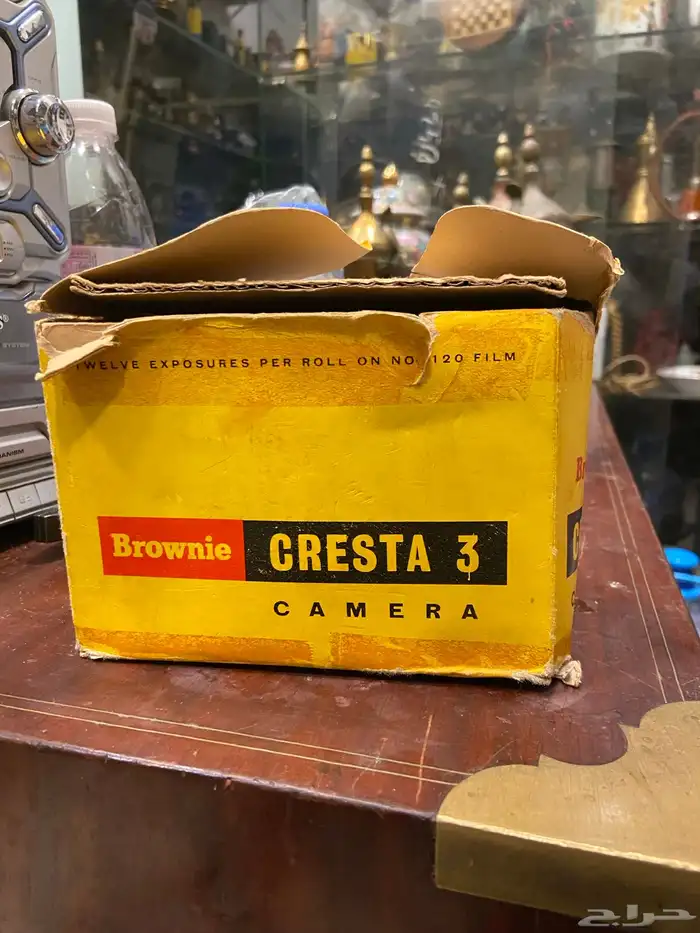 TWELVE EXPOSURES PER ROLL ON NO. 120 FILM
Brownie CRESTA 3
CAMERA
حراج